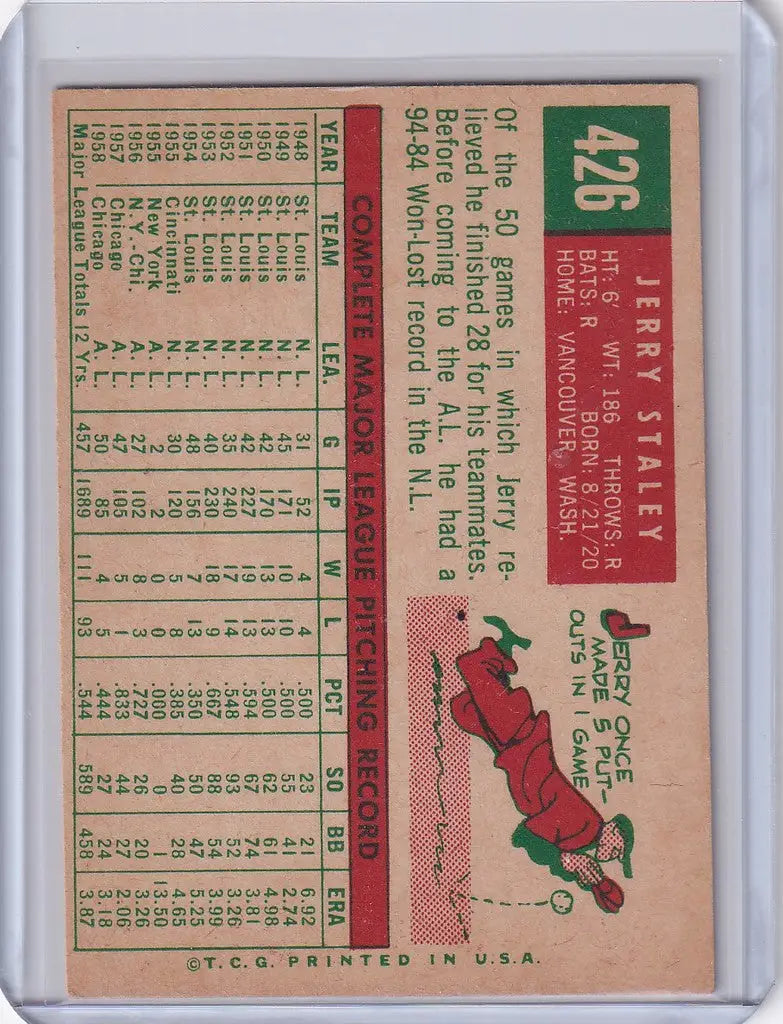 426
JERRY STALEY
HT: 6' WT: 186 THROWS: R
BATS: R BORN: 8/21/20
HOME: VANCOUVER, WASH.
Of the 50 games in which Jerry re-
lieved he finished 28 for his teammates.
Before coming to the A.L. he had a
94-84 Won-Lost record in the N.L.
JERRY ONCE
MADE 5 PUT-
OUTS IN 1 GAME
COMPLETE MAJOR LEAGUE PITCHING RECORD
YEAR TEAM LEA. G IP W L PCT SO BB ERA
1948 St. Louis N. L. 31 52 4 4 .500 23 21 6.92
1949 St. Louis N. L. 45 171 10 10 .500 55 41 2.74
1950 St. Louis N. L. 42 170 13 13 .500 62 61 4.98
1951 St. Louis N. L. 42 227 19 13 .594 67 74 3.81
1952 St. Louis N. L. 35 240 17 14 .548 93 52 3.26
1953 St. Louis N. L. 40 230 18 9 .667 88 54 3.99
1954 St. Louis N. L. 48 156 7 13 .350 50 47 5.25
1955 Cincinnati N. L. 30 120 5 8 .385 40 28 4.65
1955 New York A. L. 2 2 0 0 .000 0 1 13.50
1956 N.Y.-Chi. A. L. 27 102 8 3 .727 26 20 3.26
1957 Chicago A. L. 47 105 5 1 .833 44 27 2.06
1958 Chicago A. L. 50 85 4 5 .444 27 24 3.18
Major League Totals 12 Yrs. 457 1689 111 93 .544 589 458 3.87
©T.C.G. PRINTED IN U.S.A.